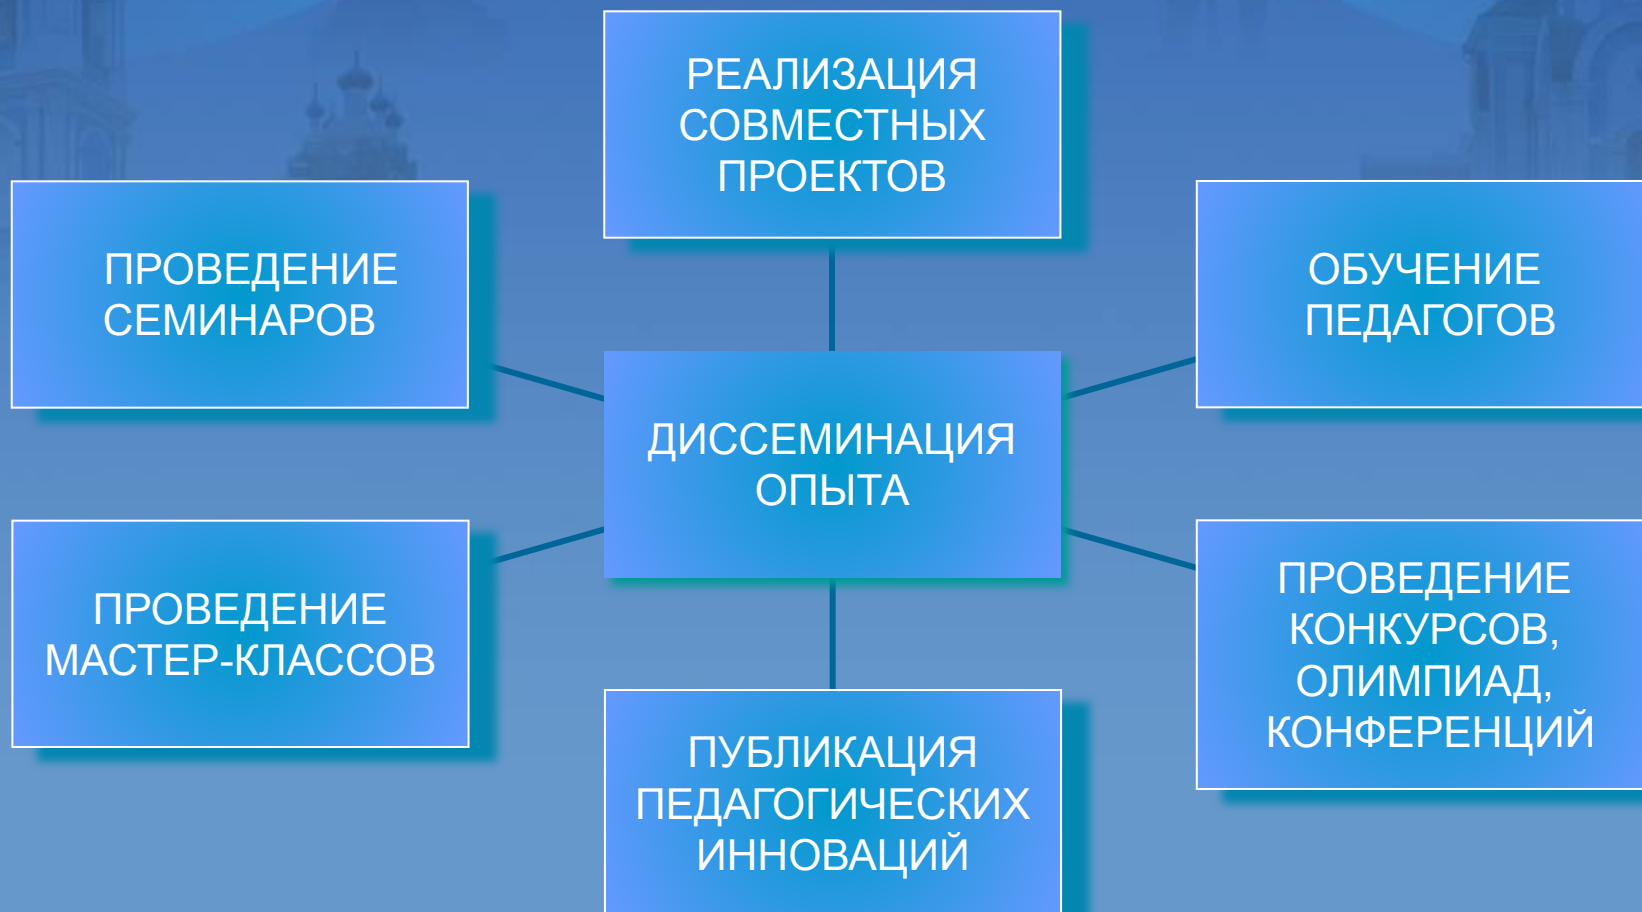 РЕАЛИЗАЦИЯ
СОВМЕСТНЫХ
ПРОЕКТОВ
ПРОВЕДЕНИЕ
СЕМИНАРОВ
ОБУЧЕНИЕ
ПЕДАГОГОВ
ДИССЕМИНАЦИЯ
ОПЫТА
ПРОВЕДЕНИЕ
МАСТЕР-КЛАССОВ
ПРОВЕДЕНИЕ
КОНКУРСОВ,
ОЛИМПИАД,
КОНФЕРЕНЦИЙ
ПУБЛИКАЦИЯ
ПЕДАГОГИЧЕСКИХ
ИННОВАЦИЙ